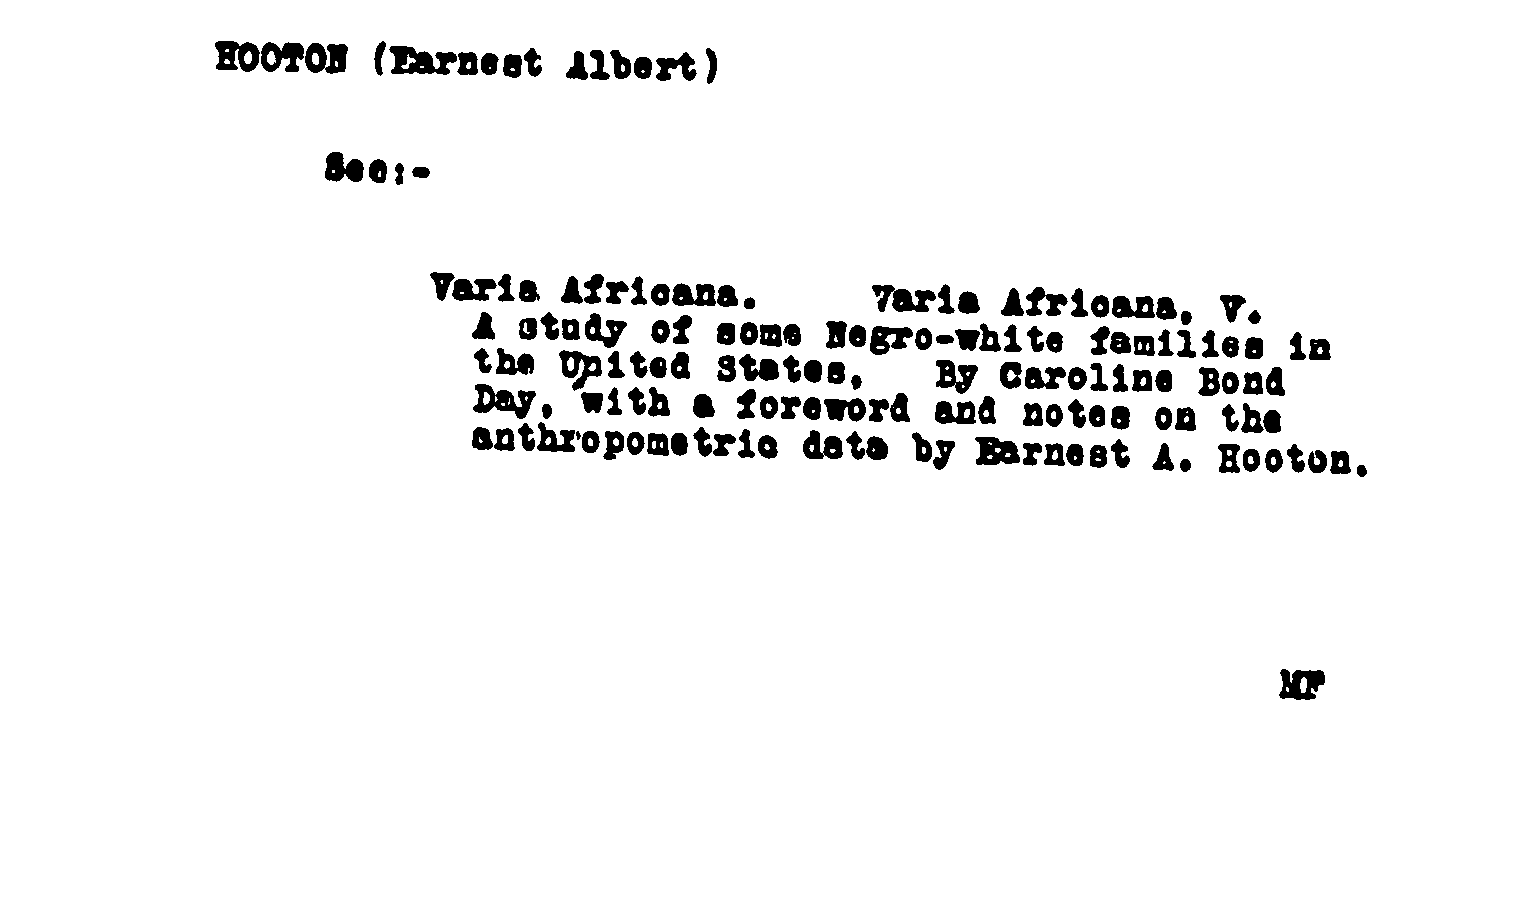 HOOTON (Earnest Albert)
See:-
Varia Africana. Varia Africana, V.
A study of some Negro-white families in
the United States. By Caroline Bond
Day, with a foreword and notes on the
anthropometric data by Earnest A. Hooton.
MF